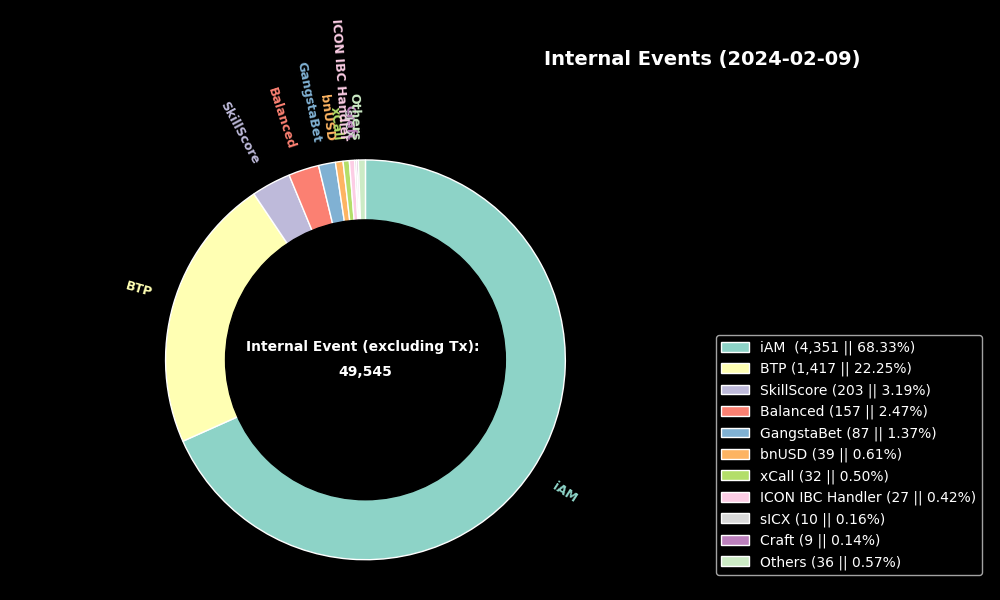 Internal Events (2024-02-09)
Others
ICON IBC Handler
xCall
bnUSD
GangstaBet
Balanced
SkillScore
BTP
iAM
Internal Event (excluding Tx):
49,545
iAM  (4,351 || 68.33%)
BTP (1,417 || 22.25%)
SkillScore (203 || 3.19%)
Balanced (157 || 2.47%)
GangstaBet (87 || 1.37%)
bnUSD (39 || 0.61%)
xCall (32 || 0.50%)
ICON IBC Handler (27 || 0.42%)
sICX (10 || 0.16%)
Craft (9 || 0.14%)
Others (36 || 0.57%)